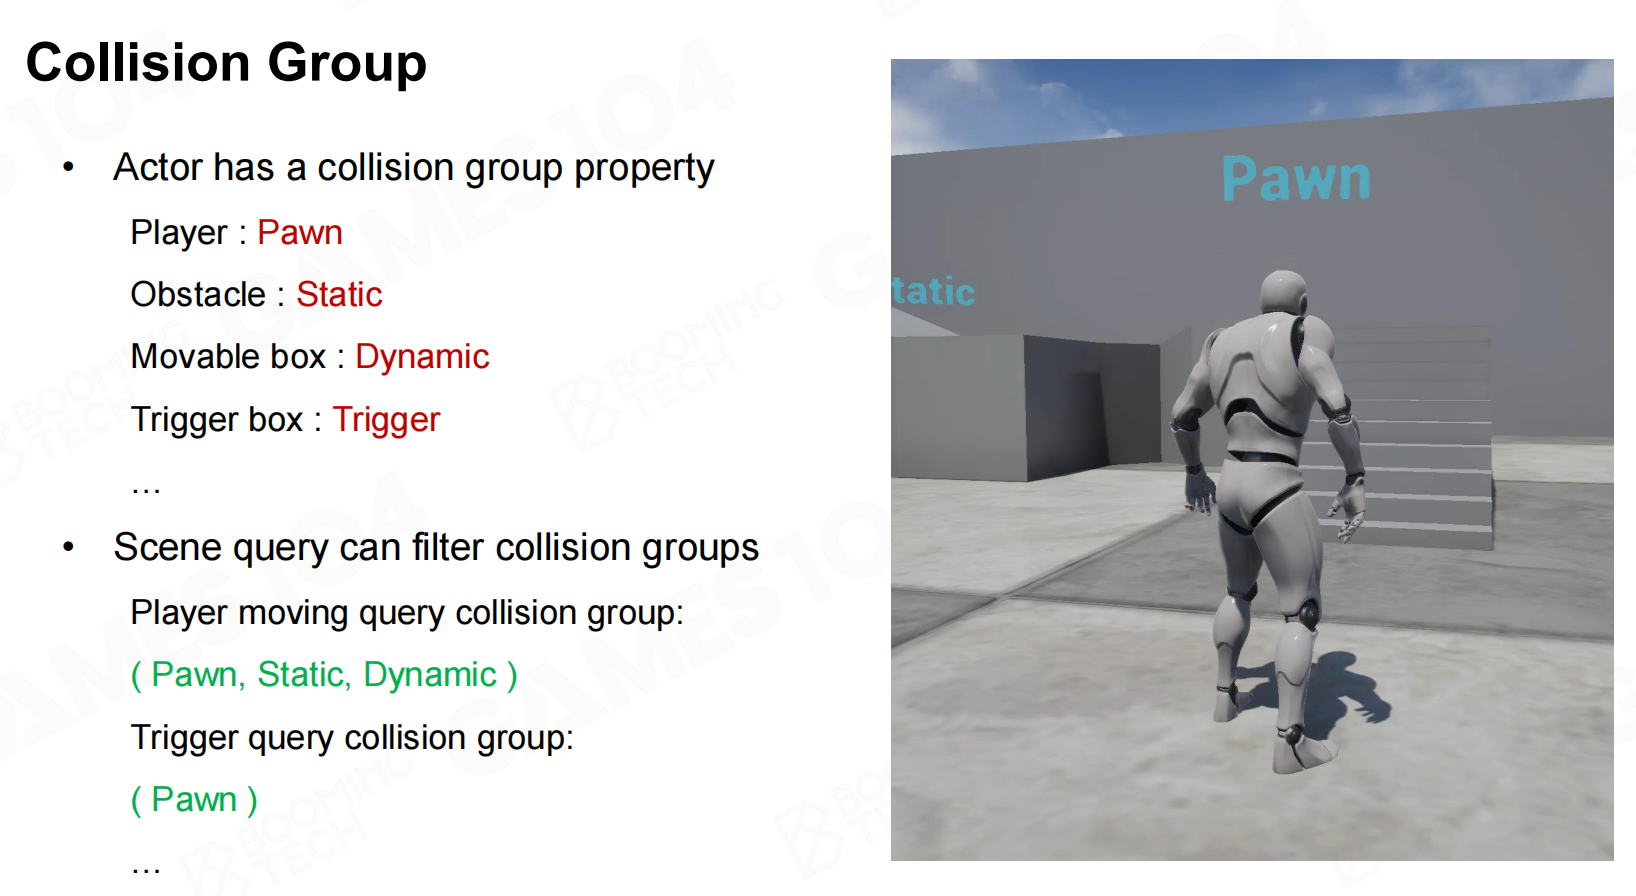 Collision Group
• Actor has a collision group property
Player : Pawn
Obstacle : Static
Movable box : Dynamic
Trigger box : Trigger
…
• Scene query can filter collision groups
Player moving query collision group:
( Pawn, Static, Dynamic )
Trigger query collision group:
( Pawn )
…
Pawn
tatic
GAMES104
BOOMING
TECH